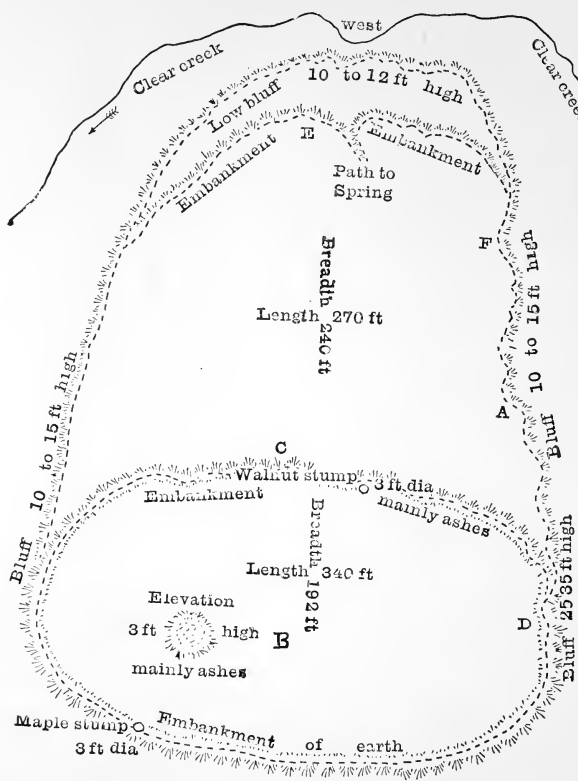 west
Clear creek
Clear creek
Low bluff 10 to 12 ft high
Embankment
E
Embankment
Path to
Spring
F
Breadth 240 ft
Length 270 ft
10 to 15 ft high
A
Bluff
Bluff 10 to 15 ft high
C
Walnut stump 3 ft dia
Embankment
mainly ashes
Breadth 192 ft
Length 340 ft
Elevation
3 ft high
mainly ashes
B
D
Bluff 25 35 ft high
Maple stump
3 ft dia
Embankment of earth